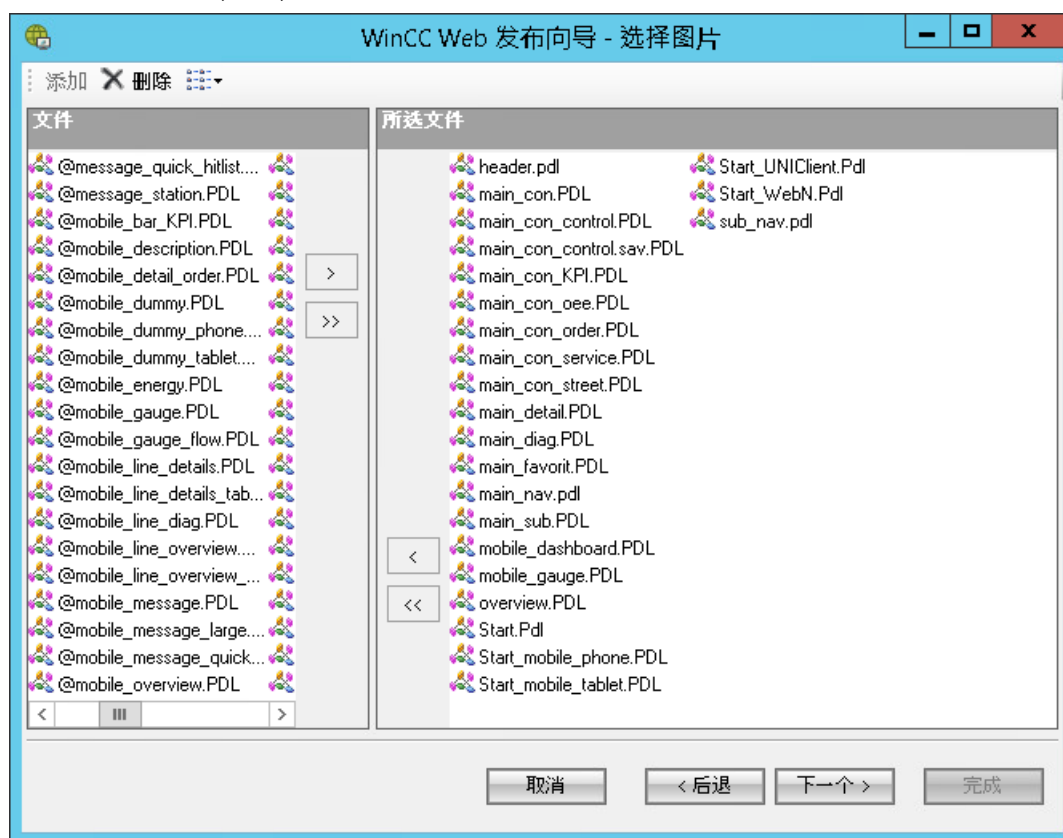 WinCC Web 发布向导 - 选择图片
添加 删除
文件
@message_quick_hitlist....
@message_station.PDL
@mobile_bar_KPI.PDL
@mobile_description.PDL
@mobile_detail_order.PDL
@mobile_dummy.PDL
@mobile_dummy_phone....
@mobile_dummy_tablet....
@mobile_energy.PDL
@mobile_gauge.PDL
@mobile_gauge_flow.PDL
@mobile_line_details.PDL
@mobile_line_details_tab...
@mobile_line_diag.PDL
@mobile_line_overview....
@mobile_line_overview_...
@mobile_message.PDL
@mobile_message_large....
@mobile_message_quick...
@mobile_overview.PDL
>
>>
<
<<
所选文件
header.pdl
main_con.PDL
main_con_control.PDL
main_con_control.sav.PDL
main_con_KPI.PDL
main_con_oee.PDL
main_con_order.PDL
main_con_service.PDL
main_con_street.PDL
main_detail.PDL
main_diag.PDL
main_favorit.PDL
main_nav.pdl
main_sub.PDL
mobile_dashboard.PDL
mobile_gauge.PDL
overview.PDL
Start.Pdl
Start_mobile_phone.PDL
Start_mobile_tablet.PDL
Start_UNIClient.Pdl
Start_WebN.Pdl
sub_nav.pdl
取消
< 后退
下一个 >
完成